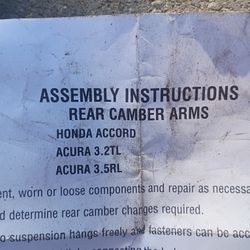 ASSEMBLY INSTRUCTIONS
REAR CAMBER ARMS
HONDA ACCORD
ACURA 3.2TL
ACURA 3.5RL
ent, worn or loose components and repair as necessa
d determine rear camber changes required.
o suspension hangs freely and fasteners can be acc